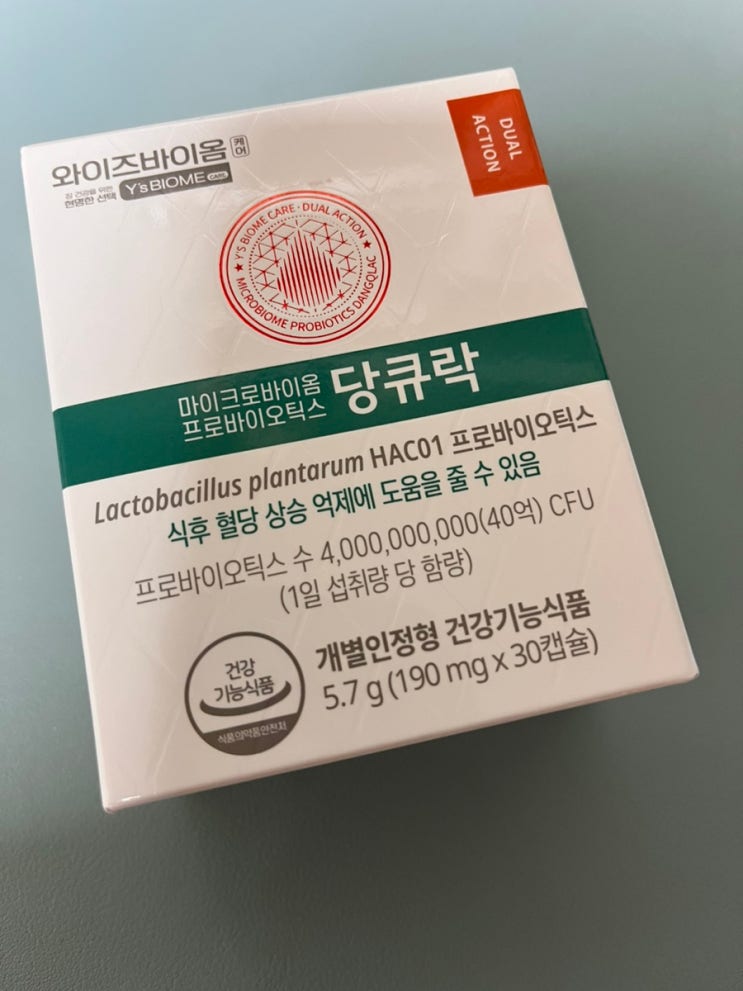 와이즈바이옴 케어
장 건강을 위한
현명한 선택 Y'sBIOME CARE
DUAL
ACTION
★ Y'S BIOME CARE · DUAL ACTION ★
MICROBIOME PROBIOTICS DANGQLAC
마이크로바이옴
프로바이오틱스 당큐락
Lactobacillus plantarum HAC01 프로바이오틱스
식후 혈당 상승 억제에 도움을 줄 수 있음
프로바이오틱스 수 4,000,000,000(40억) CFU
(1일 섭취량 당 함량)
건강
기능식품
식품의약품안전처
개별인정형 건강기능식품
5.7 g (190 mg x 30캡슐)